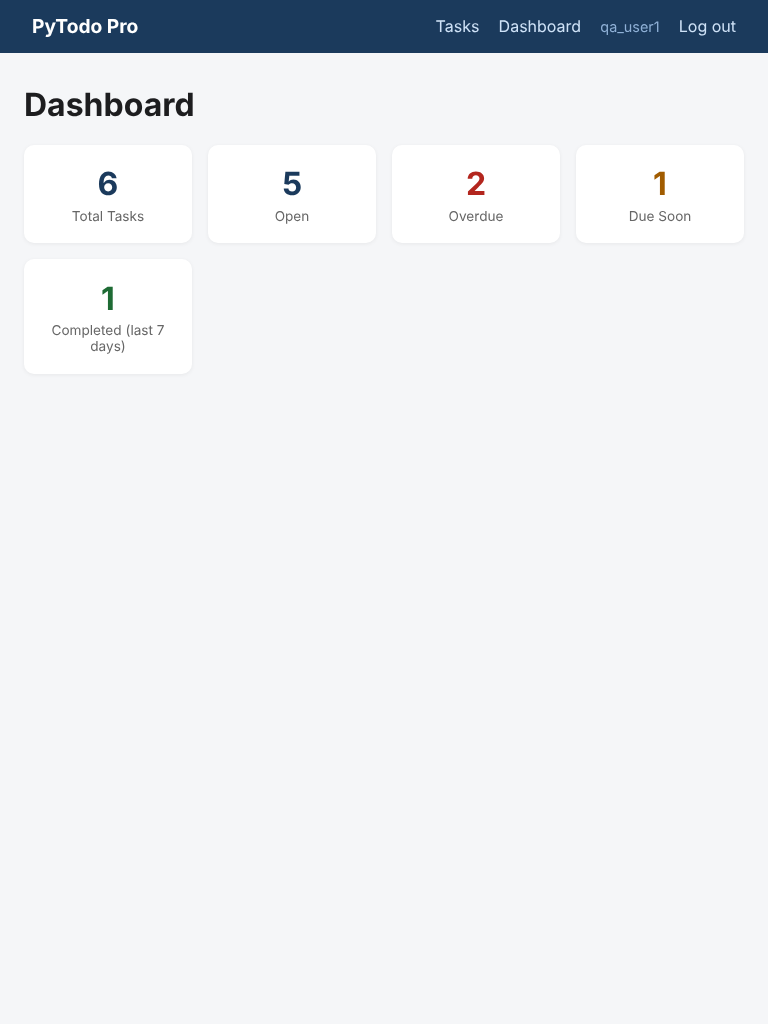 PyTodo Pro
Tasks
Dashboard
qa_user1
Log out
Dashboard
6
Total Tasks
5
Open
2
Overdue
1
Due Soon
1
Completed (last 7
days)